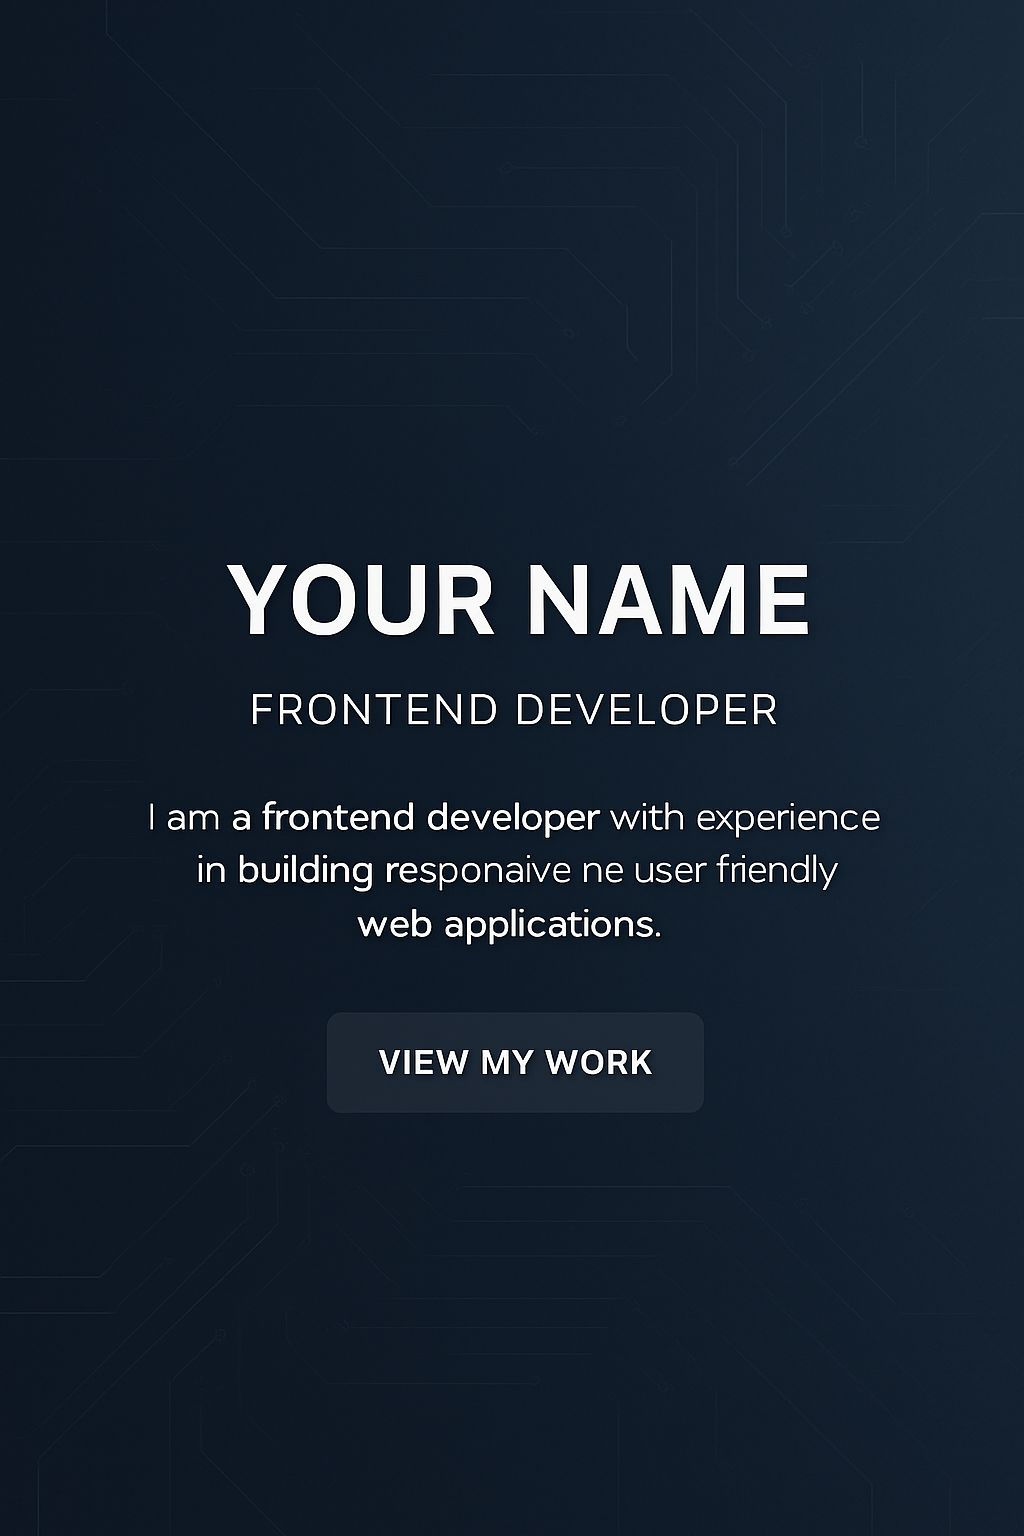 YOUR NAME
FRONTEND DEVELOPER
I am a frontend developer with experience
in building responaive ne user friendly
web applications.
VIEW MY WORK